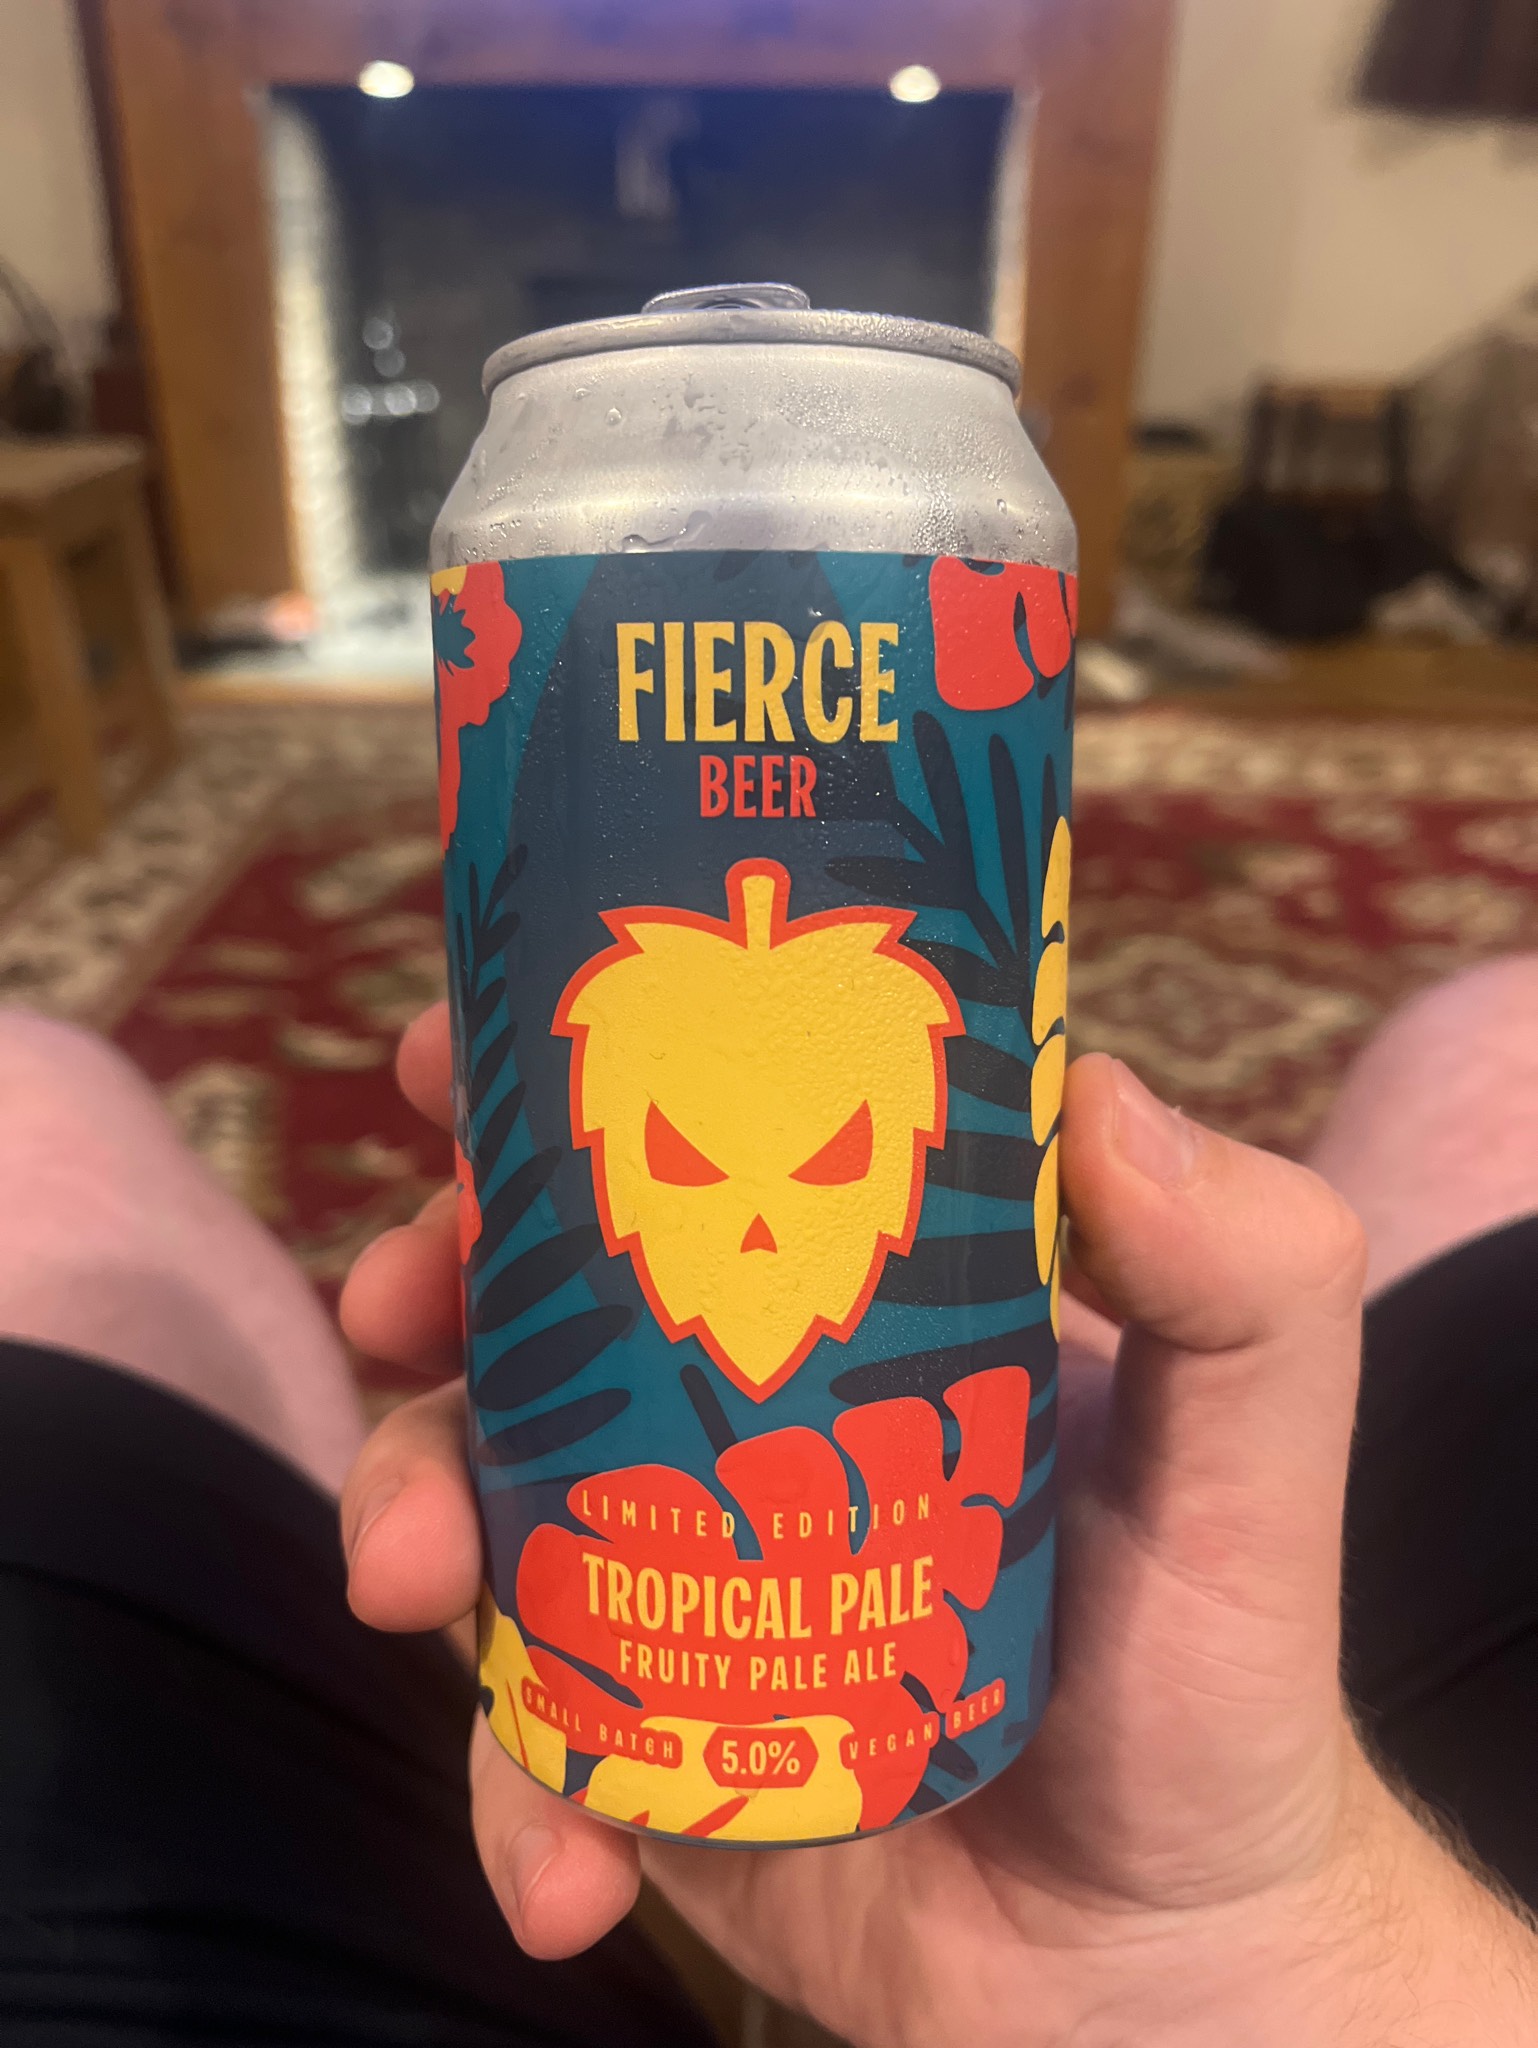 FIERCE
BEER
LIMITED EDITION
TROPICAL PALE
FRUITY PALE ALE
SMALL BATCH 5.0% VEGAN BEER